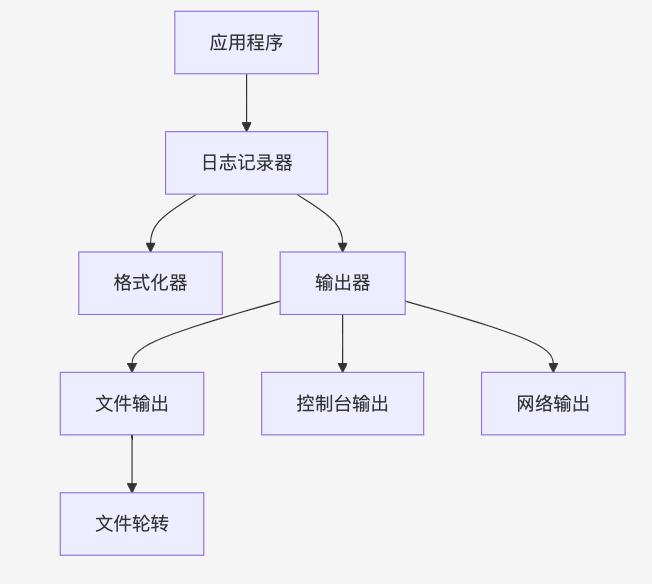 应用程序
日志记录器
格式化器
输出器
文件输出
控制台输出
网络输出
文件轮转